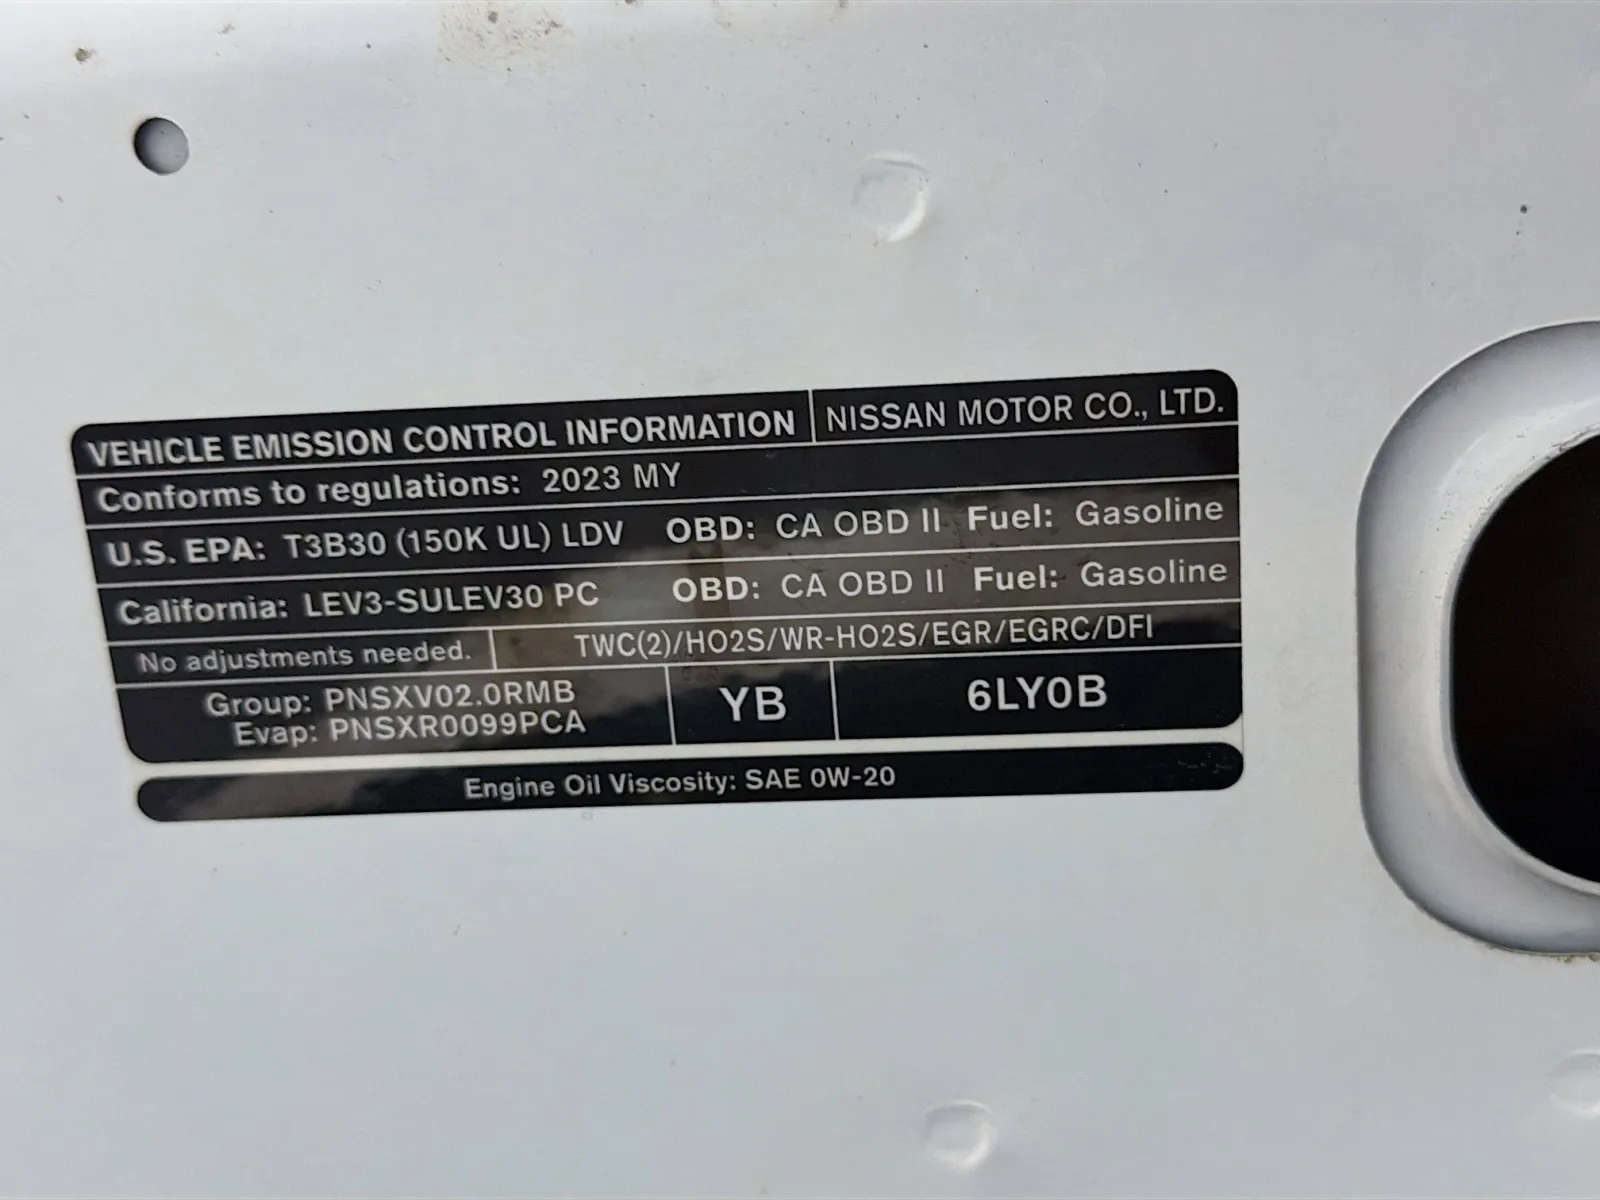 VEHICLE EMISSION CONTROL INFORMATION NISSAN MOTOR CO., LTD.
Conforms to regulations: 2023 MY
U.S. EPA: T3B30 (150K UL) LDV OBD: CA OBD II Fuel: Gasoline
California: LEV3-SULEV30 PC OBD: CA OBD II Fuel: Gasoline
No adjustments needed. TWC(2)/HO2S/WR-HO2S/EGR/EGRC/DFI
Group: PNSXV02.0RMB
Evap: PNSXR0099PCA
YB
6LY0B
Engine Oil Viscosity: SAE 0W-20